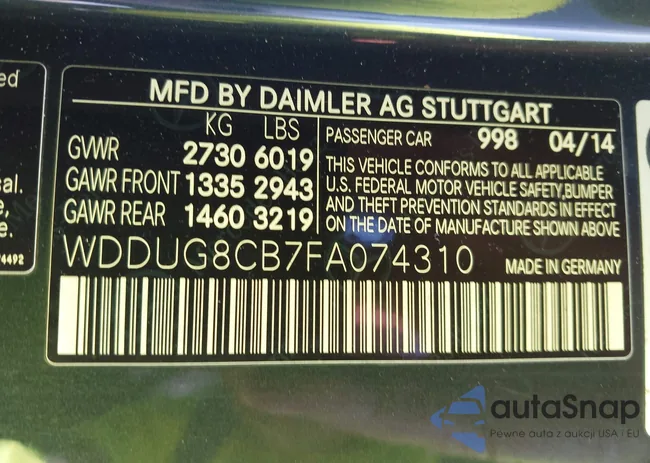 ed
MFD BY DAIMLER AG STUTTGART
KG LBS
GVWR 2730 6019
GAWR FRONT 1335 2943
GAWR REAR 1460 3219
PASSENGER CAR 998 04/14
THIS VEHICLE CONFORMS TO ALL APPLICABLE
U.S. FEDERAL MOTOR VEHICLE SAFETY,BUMPER
AND THEFT PREVENTION STANDARDS IN EFFECT
ON THE DATE OF MANUFACTURE SHOWN ABOVE.
WDDUG8CB7FA074310 MADE IN GERMANY
autaSnap
Pewne auta z aukcji USA i EU